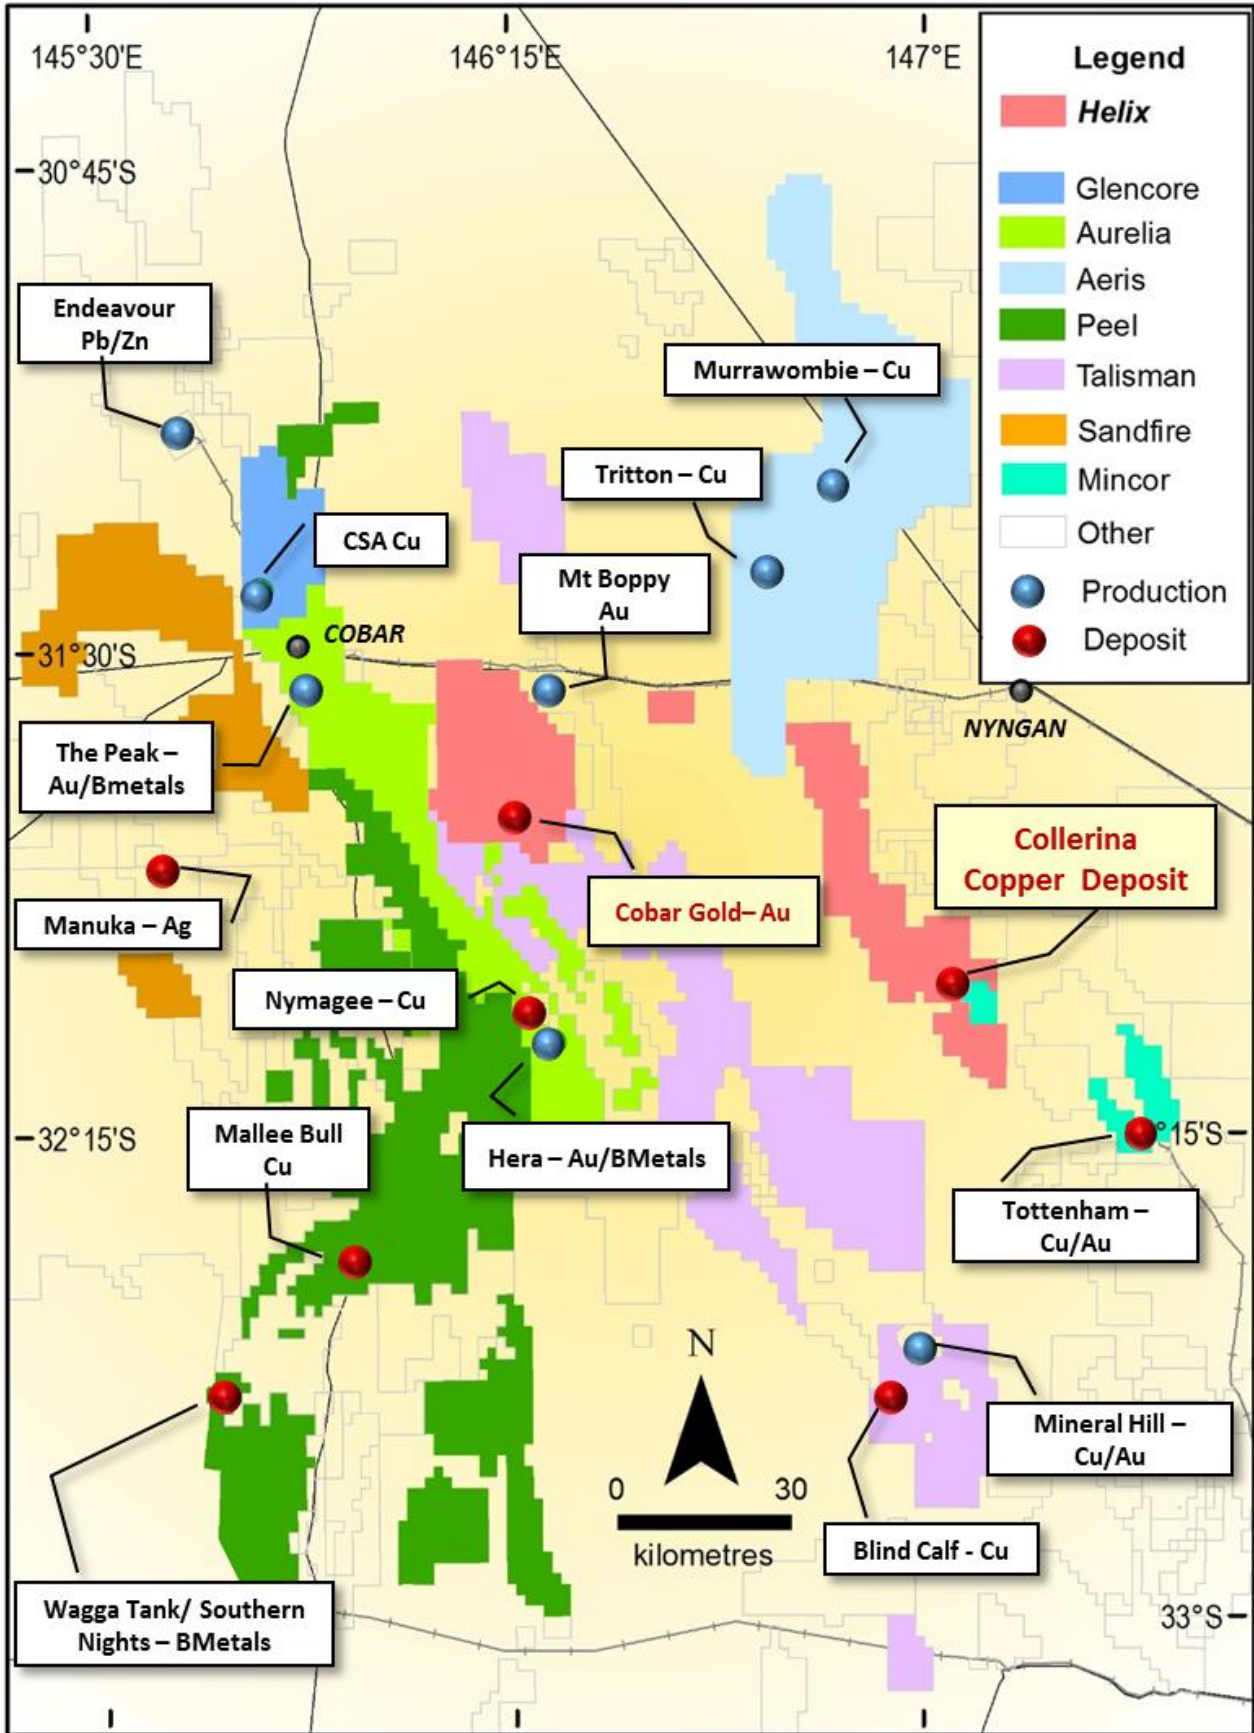 145°30'E
146°15'E
147°E
Legend
Helix
Glencore
Aurelia
Aeris
Peel
Talisman
Sandfire
Mincor
Other
Production
Deposit
30°45'S
Endeavour
Pb/Zn
Murrawombie – Cu
Tritton – Cu
CSA Cu
Mt Boppy
Au
COBAR
31°30'S
NYNGAN
The Peak –
Au/Bmetals
Collerina
Copper Deposit
Cobar Gold– Au
Manuka – Ag
Nymagee – Cu
Mallee Bull
Cu
32°15'S
°15'S
Hera – Au/BMetals
Tottenham –
Cu/Au
N
Mineral Hill –
Cu/Au
0
30
kilometres
Blind Calf - Cu
Wagga Tank/ Southern
Nights – BMetals
33°S